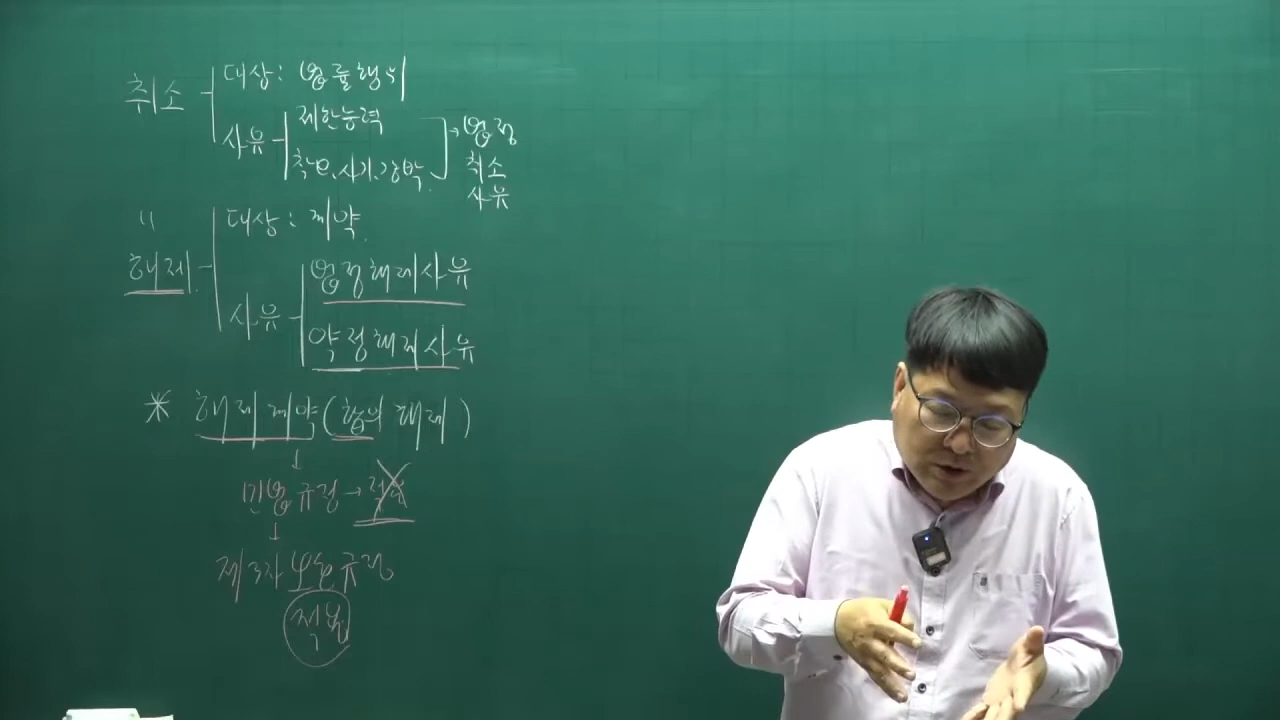 취소
대상: 법률행위
사유
제한능력
착오, 사기, 강박
→ 법정
취소
사유
〃
해제
대상: 계약
사유
법정해제사유
약정해제사유
* 해제계약(합의해제)
↓
민법규정 → 적용
↓
제3자 보호규정
적용